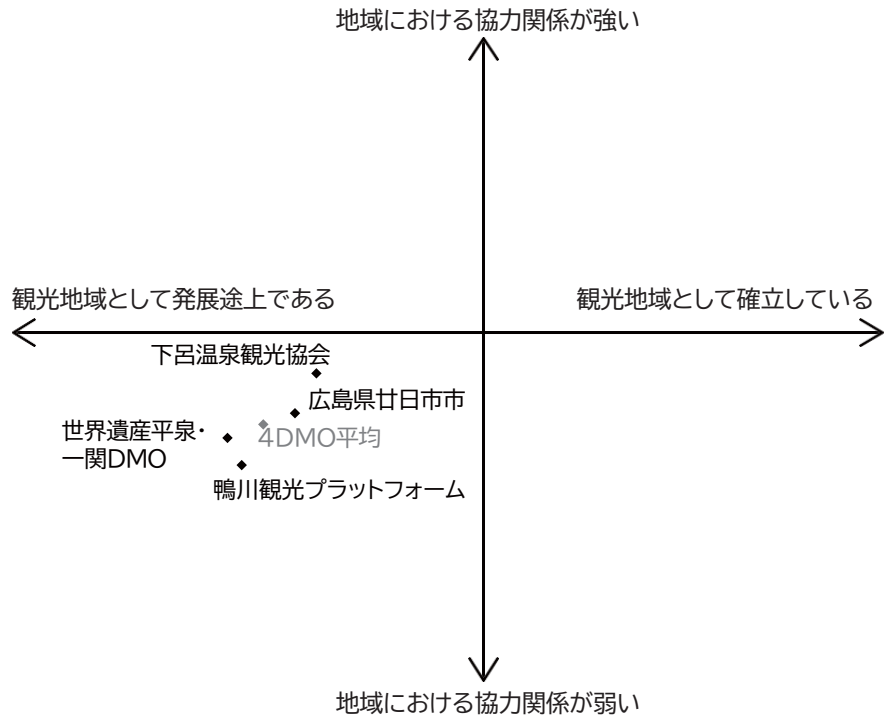 地域における協力関係が強い
観光地域として発展途上である
観光地域として確立している
下呂温泉観光協会
広島県廿日市市
世界遺産平泉・
一関DMO
4DMO平均
鴨川観光プラットフォーム
地域における協力関係が弱い